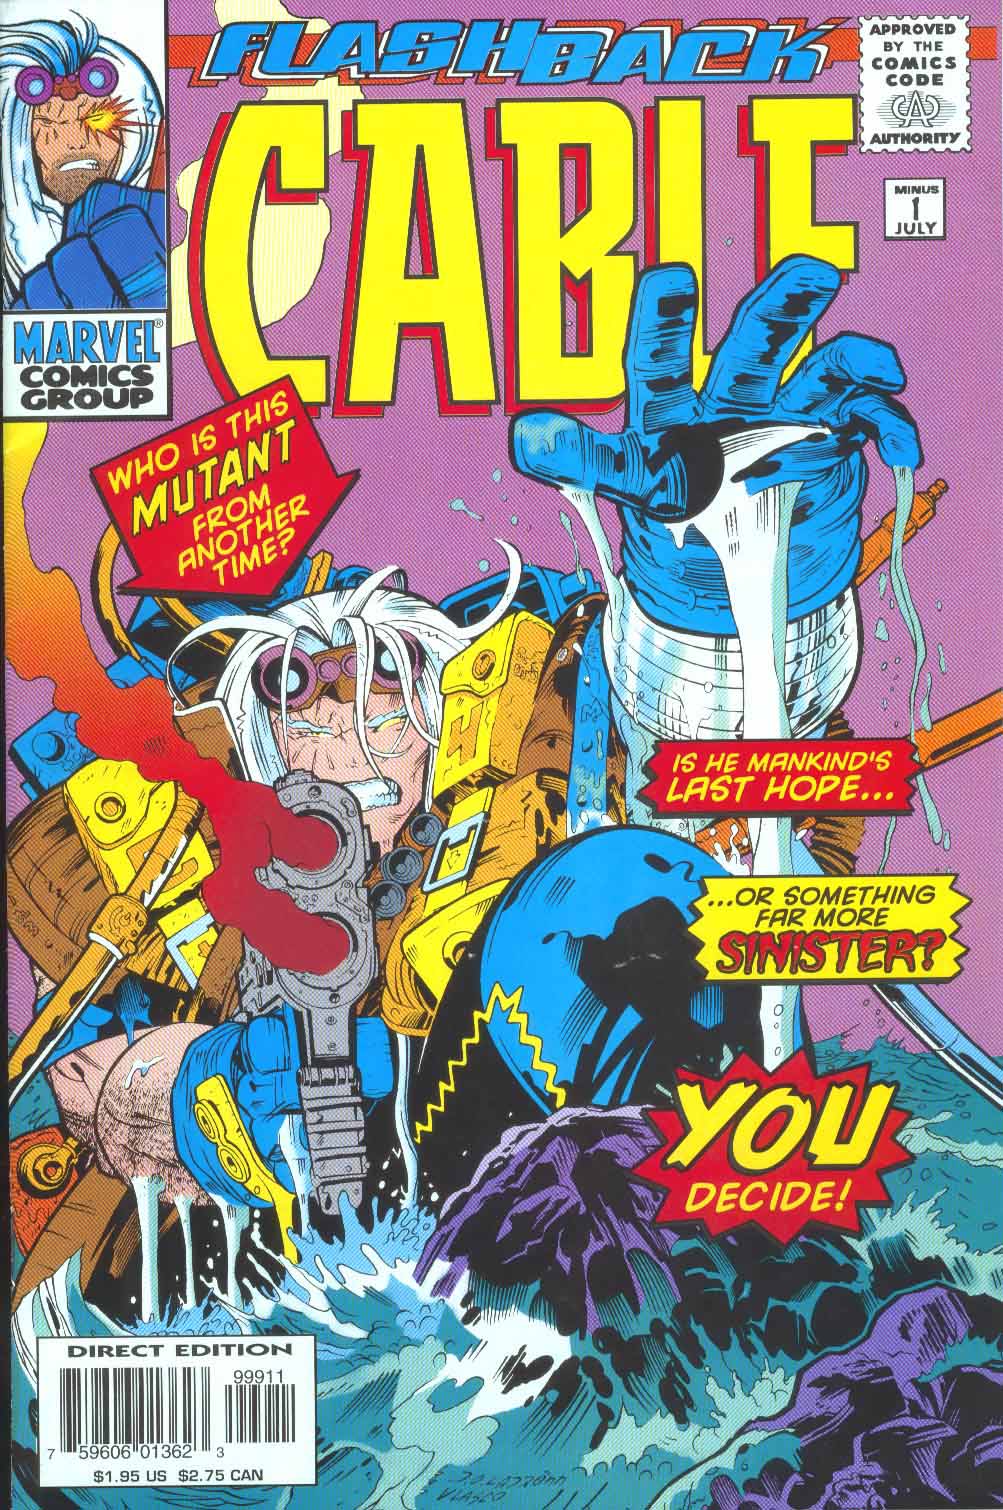 FLASHBACK
CABLE
APPROVED
BY THE
COMICS
CODE
CA
AUTHORITY
MINUS
1
JULY
MARVEL®
COMICS
GROUP
WHO IS THIS
MUTANT
FROM
ANOTHER
TIME?
IS HE MANKIND'S
LAST HOPE...
...OR SOMETHING
FAR MORE
SINISTER?
YOU
DECIDE!
DIRECT EDITION
99911
7 59606 01362 3
$1.95 US $2.75 CAN
VLASCO